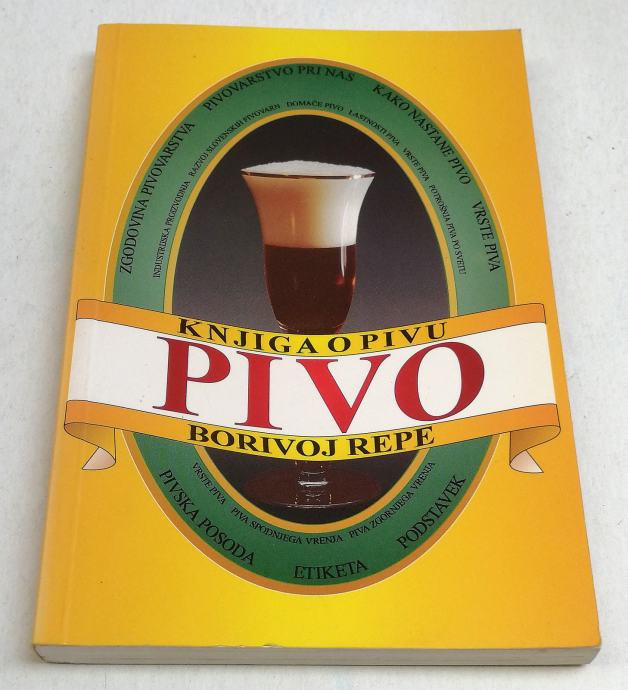 ZGODOVINA PIVOVARSTVA
PIVOVARSTVO PRI NAS
KAKO NASTANE PIVO
VRSTE PIVA
INDUSTRIJSKA PROIZVODNJA
RAZVOJ SLOVENSKIH PIVOVARN
DOMAČE PIVO
LASTNOSTI PIVA
VRSTE PIVA
POTROŠNJA PIVA PO SVETU
KNJIGA O PIVU
PIVO
BORIVOJ REPE
VRSTE PIVA
PIVA SPODNJEGA VRENJA
PIVA ZGORNJEGA VRENJA
PIVSKA POSODA
ETIKETA
PODSTAVEK